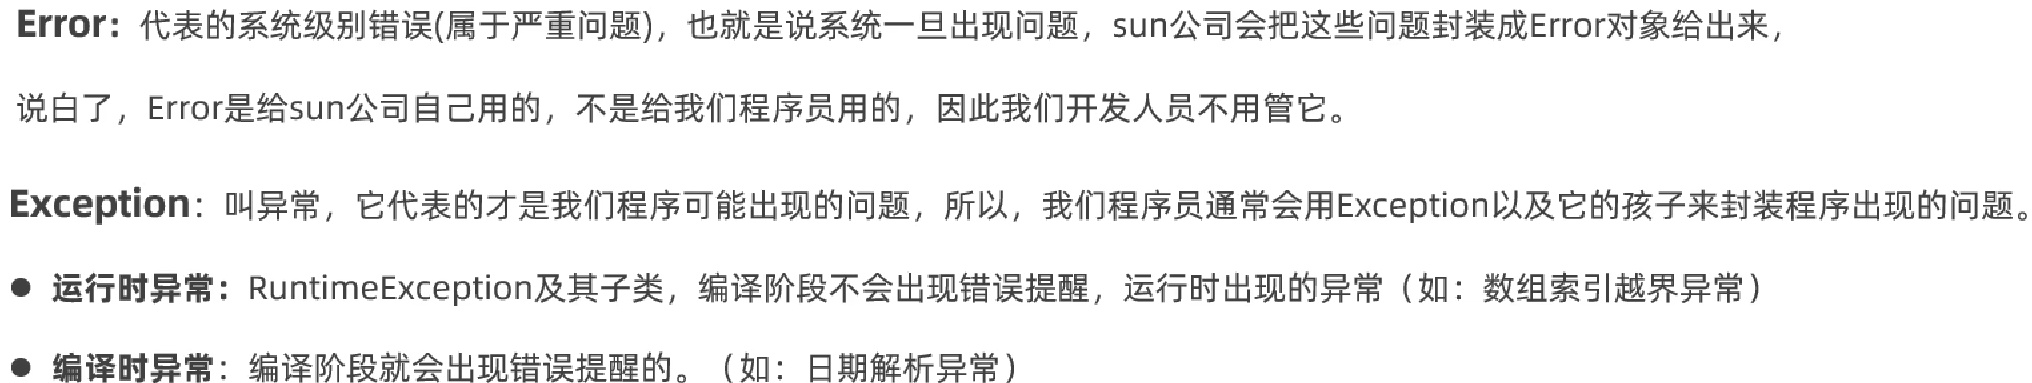 Error：代表的系统级别错误(属于严重问题)，也就是说系统一旦出现问题，sun公司会把这些问题封装成Error对象给出来，
说白了，Error是给sun公司自己用的，不是给我们程序员用的，因此我们开发人员不用管它。
Exception：叫异常，它代表的才是我们程序可能出现的问题，所以，我们程序员通常会用Exception以及它的孩子来封装程序出现的问题。
● 运行时异常：RuntimeException及其子类，编译阶段不会出现错误提醒，运行时出现的异常（如：数组索引越界异常）
● 编译时异常：编译阶段就会出现错误提醒的。（如：日期解析异常）